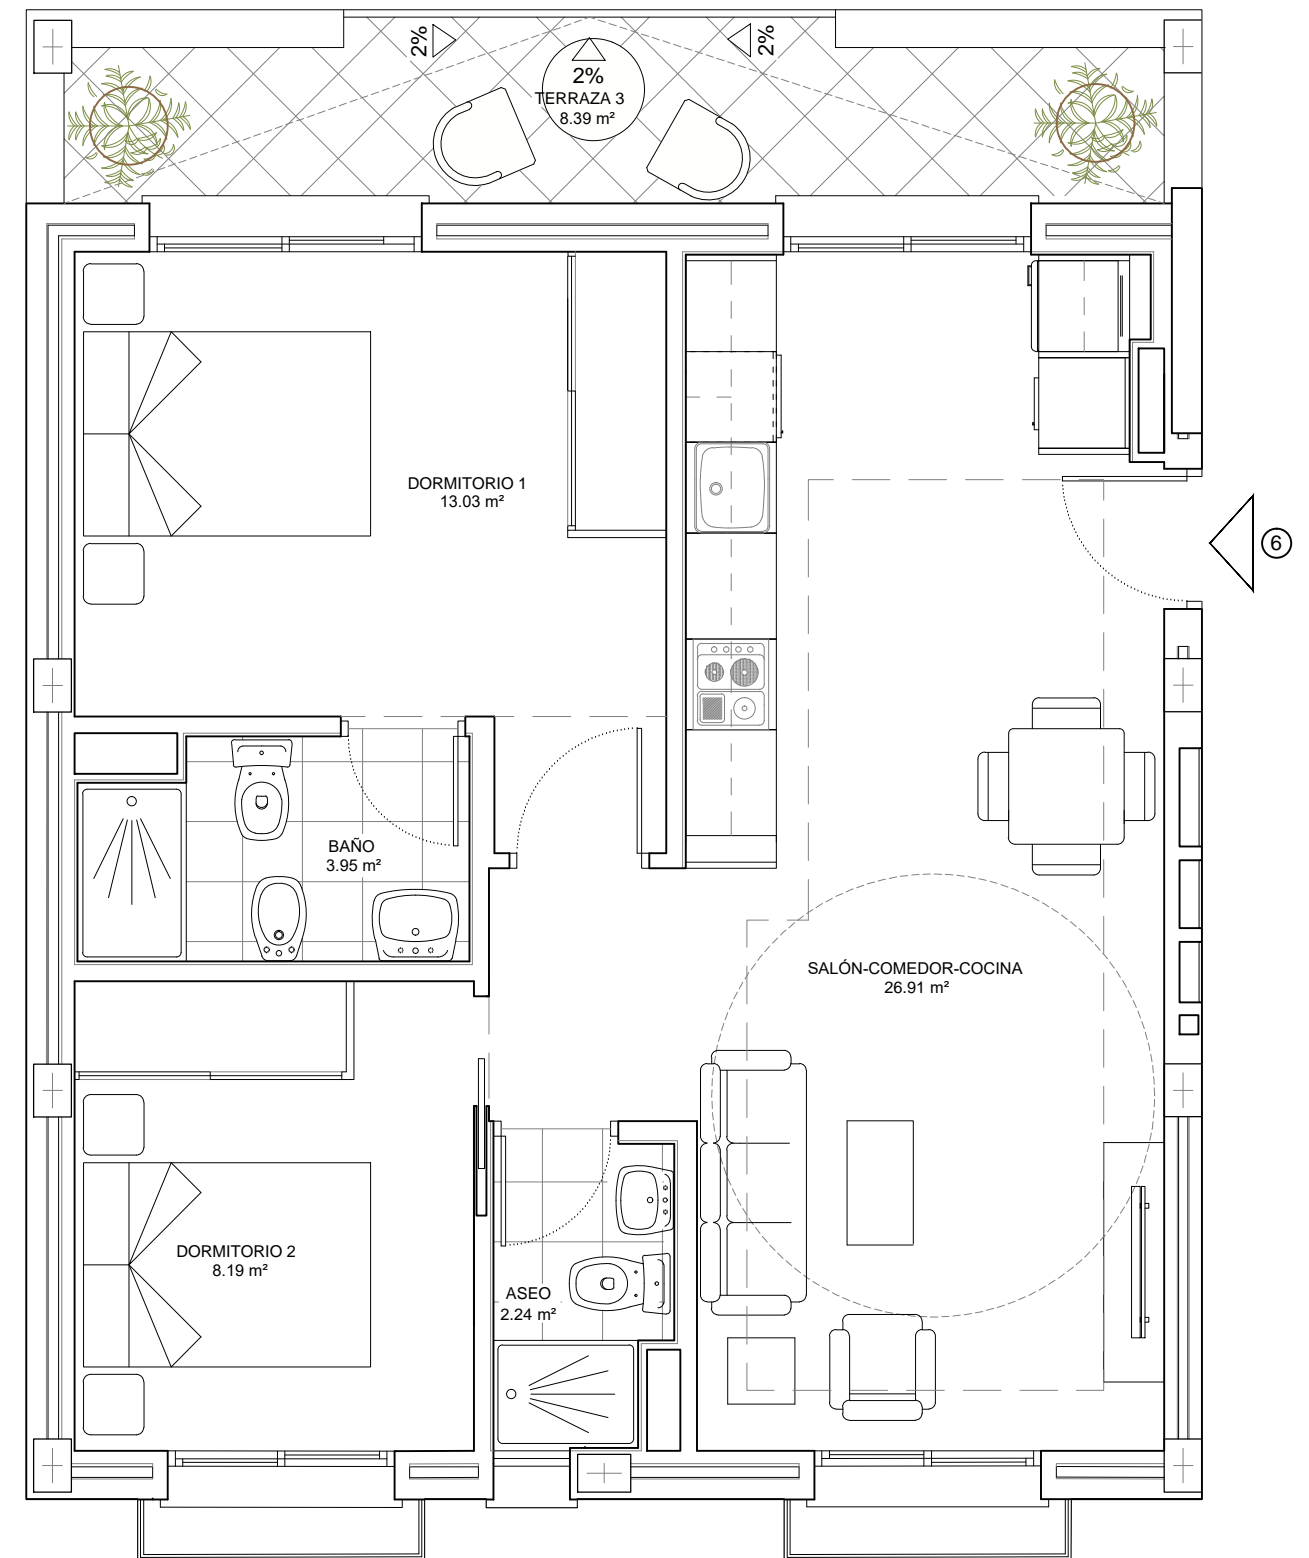 2%
2%
2%
TERRAZA 3
8.39 m²
DORMITORIO 1
13.03 m²
6
BAÑO
3.95 m²
SALÓN-COMEDOR-COCINA
26.91 m²
DORMITORIO 2
8.19 m²
ASEO
2.24 m²